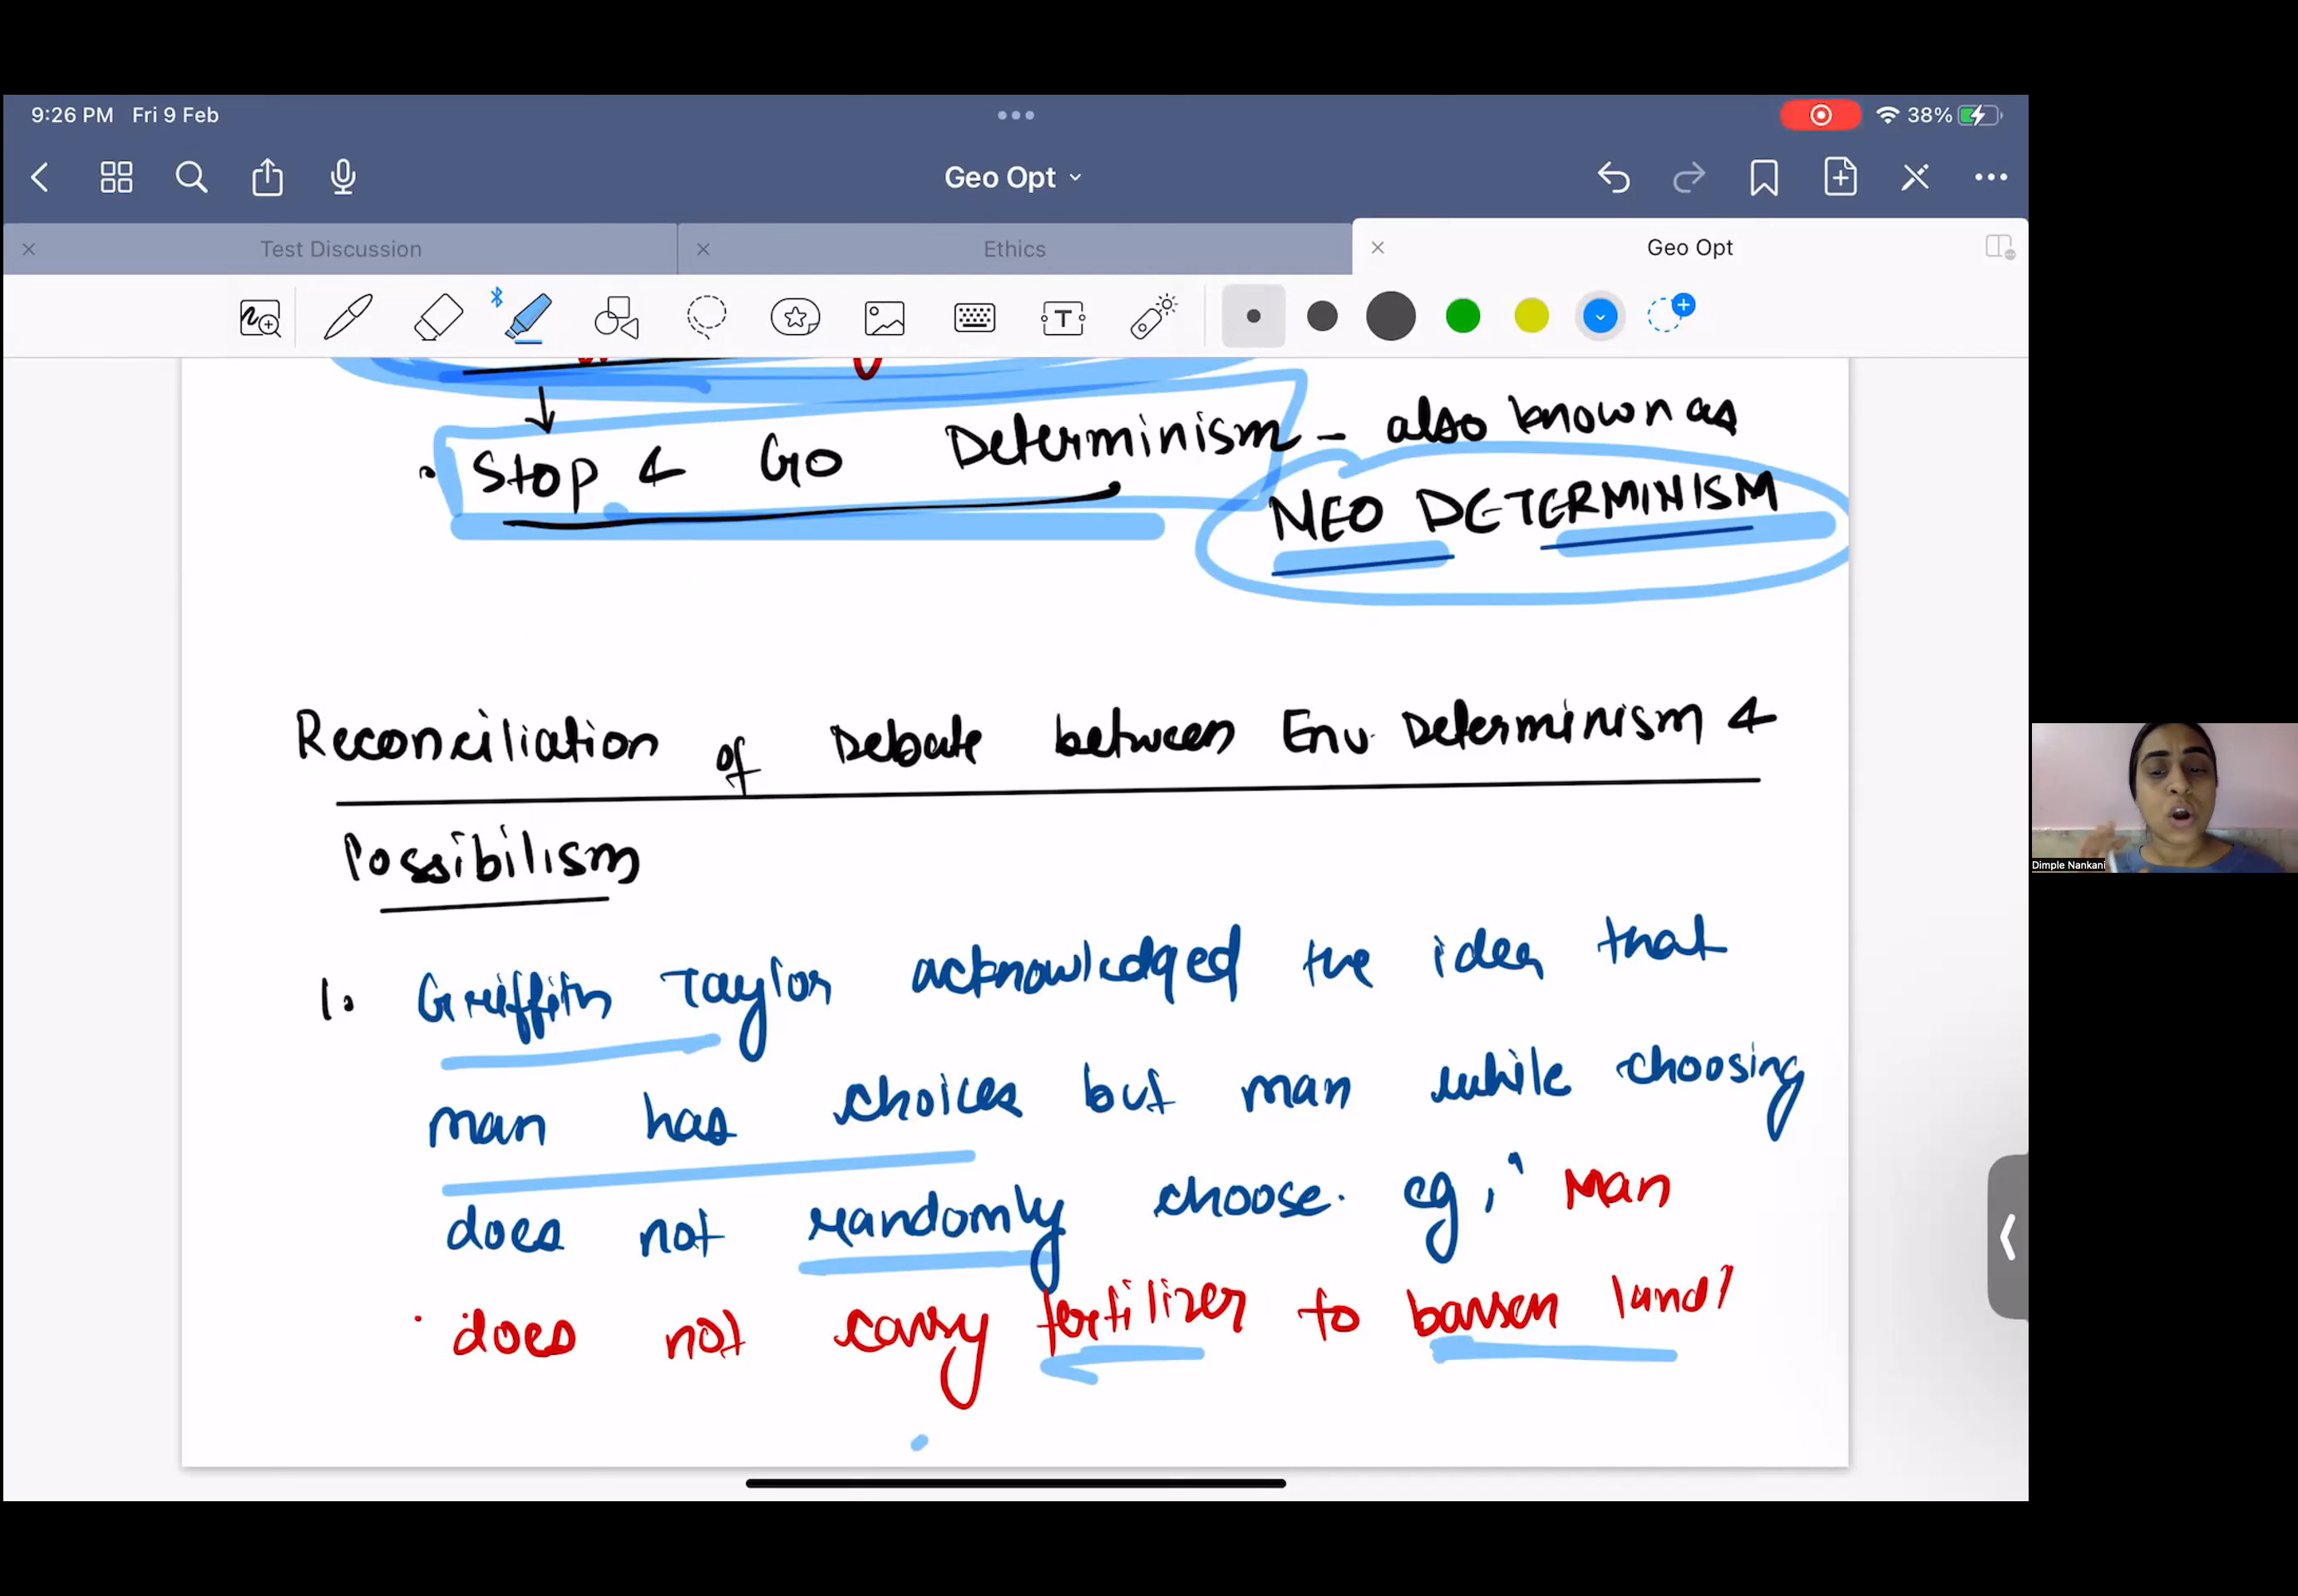 9:26 PM Fri 9 Feb 38%
Geo Opt
Test Discussion Ethics Geo Opt
• Stop & Go Determinism – also known as
NEO DETERMINISM
Reconciliation of Debate between Env. Determinism &
Possibilism
1. Griffith Taylor acknowledged the idea that
man has choices but man while choosing
does not randomly choose. eg, 'Man
does not carry fertilizer to barren land'
Dimple Nankani